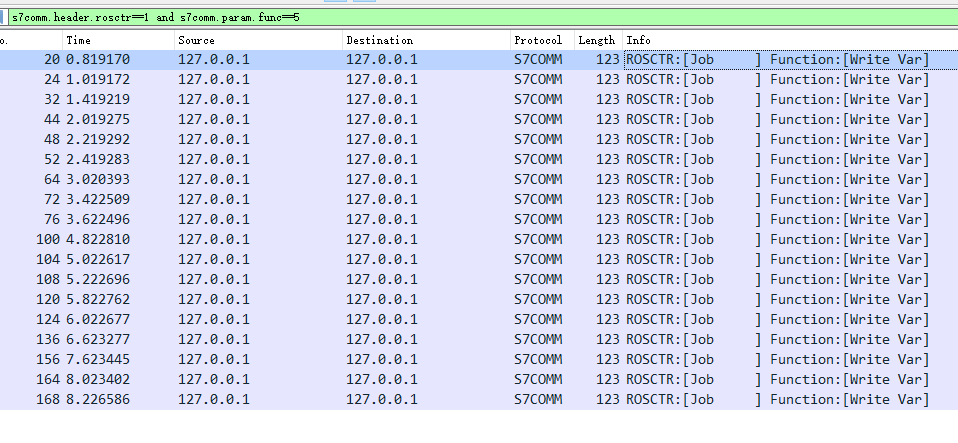 s7comm.header.rosctr==1 and s7comm.param.func==5
o. Time Source Destination Protocol Length Info
20 0.819170 127.0.0.1 127.0.0.1 S7COMM 123 ROSCTR:[Job ] Function:[Write Var]
24 1.019172 127.0.0.1 127.0.0.1 S7COMM 123 ROSCTR:[Job ] Function:[Write Var]
32 1.419219 127.0.0.1 127.0.0.1 S7COMM 123 ROSCTR:[Job ] Function:[Write Var]
44 2.019275 127.0.0.1 127.0.0.1 S7COMM 123 ROSCTR:[Job ] Function:[Write Var]
48 2.219292 127.0.0.1 127.0.0.1 S7COMM 123 ROSCTR:[Job ] Function:[Write Var]
52 2.419283 127.0.0.1 127.0.0.1 S7COMM 123 ROSCTR:[Job ] Function:[Write Var]
64 3.020393 127.0.0.1 127.0.0.1 S7COMM 123 ROSCTR:[Job ] Function:[Write Var]
72 3.422509 127.0.0.1 127.0.0.1 S7COMM 123 ROSCTR:[Job ] Function:[Write Var]
76 3.622496 127.0.0.1 127.0.0.1 S7COMM 123 ROSCTR:[Job ] Function:[Write Var]
100 4.822810 127.0.0.1 127.0.0.1 S7COMM 123 ROSCTR:[Job ] Function:[Write Var]
104 5.022617 127.0.0.1 127.0.0.1 S7COMM 123 ROSCTR:[Job ] Function:[Write Var]
108 5.222696 127.0.0.1 127.0.0.1 S7COMM 123 ROSCTR:[Job ] Function:[Write Var]
120 5.822762 127.0.0.1 127.0.0.1 S7COMM 123 ROSCTR:[Job ] Function:[Write Var]
124 6.022677 127.0.0.1 127.0.0.1 S7COMM 123 ROSCTR:[Job ] Function:[Write Var]
136 6.623277 127.0.0.1 127.0.0.1 S7COMM 123 ROSCTR:[Job ] Function:[Write Var]
156 7.623445 127.0.0.1 127.0.0.1 S7COMM 123 ROSCTR:[Job ] Function:[Write Var]
164 8.023402 127.0.0.1 127.0.0.1 S7COMM 123 ROSCTR:[Job ] Function:[Write Var]
168 8.226586 127.0.0.1 127.0.0.1 S7COMM 123 ROSCTR:[Job ] Function:[Write Var]